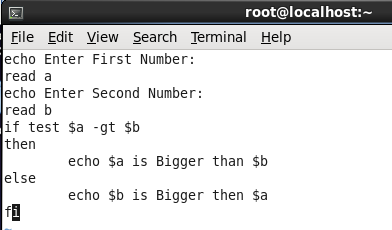 root@localhost:~
File Edit View Search Terminal Help
echo Enter First Number:
read a
echo Enter Second Number:
read b
if test $a -gt $b
then
        echo $a is Bigger than $b
else
        echo $b is Bigger then $a
fi
~